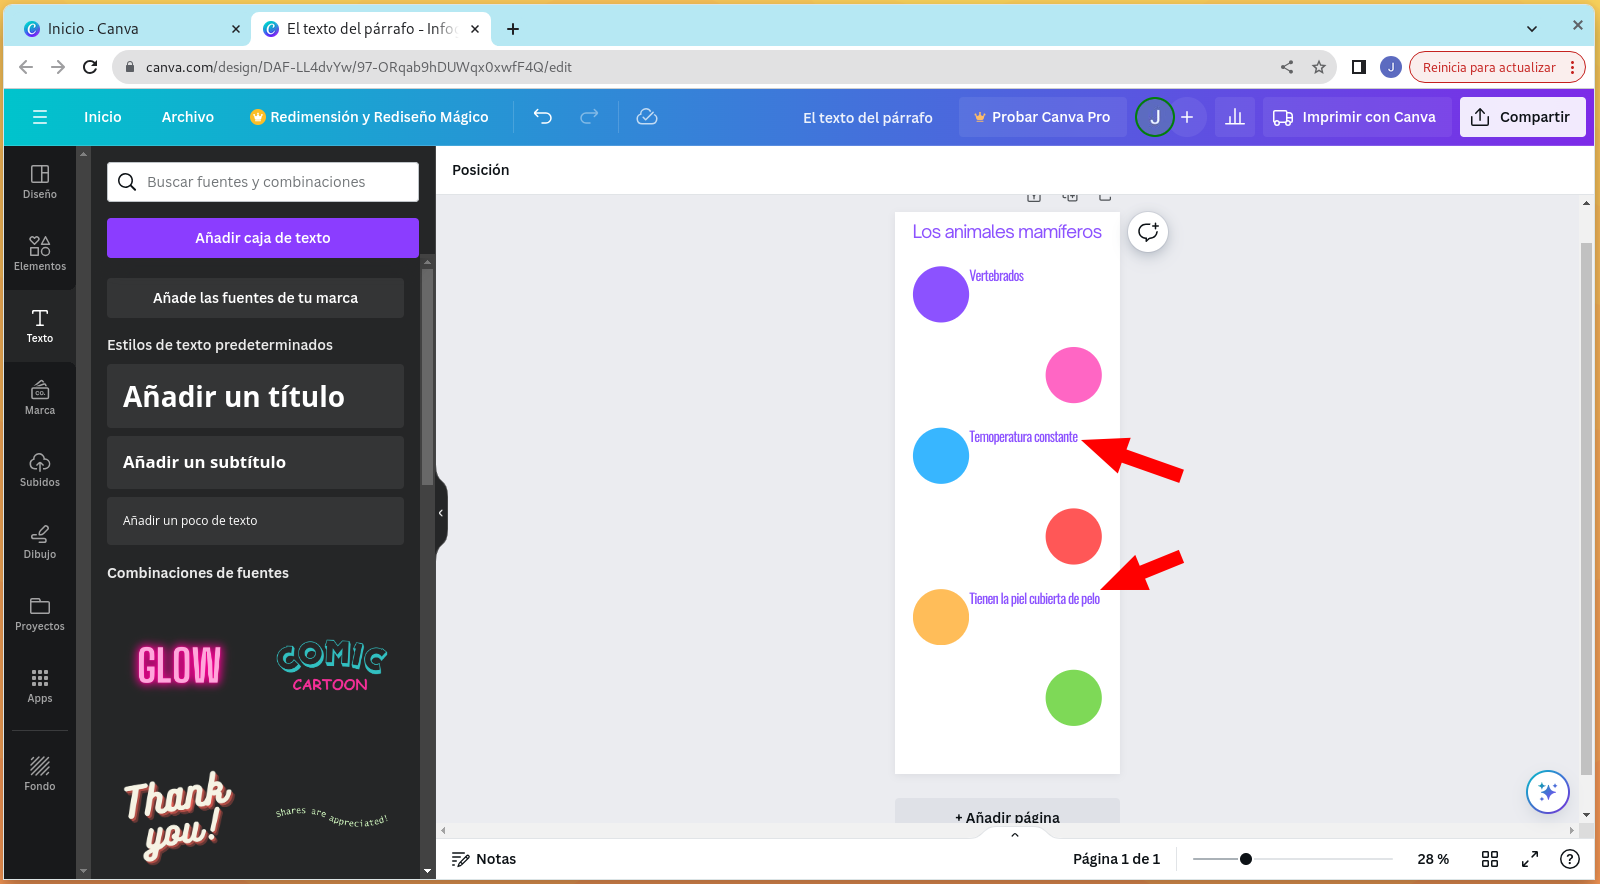 Inicio - Canva
El texto del párrafo - Info
canva.com/design/DAF-LL4dvYw/97-ORqab9hDUWqx0xwfF4Q/edit
J
Reinicia para actualizar
Inicio
Archivo
Redimensión y Rediseño Mágico
El texto del párrafo
Probar Canva Pro
J
Imprimir con Canva
Compartir
Diseño
Elementos
Texto
Marca
Subidos
Dibujo
Proyectos
Apps
Fondo
Buscar fuentes y combinaciones
Añadir caja de texto
Añade las fuentes de tu marca
Estilos de texto predeterminados
Añadir un título
Añadir un subtítulo
Añadir un poco de texto
Combinaciones de fuentes
GLOW
COMIC
CARTOON
Thank
you!
Shares are appreciated!
Posición
Los animales mamíferos
Vertebrados
Temoperatura constante
Tienen la piel cubierta de pelo
+ Añadir página
Notas
Página 1 de 1
28 %